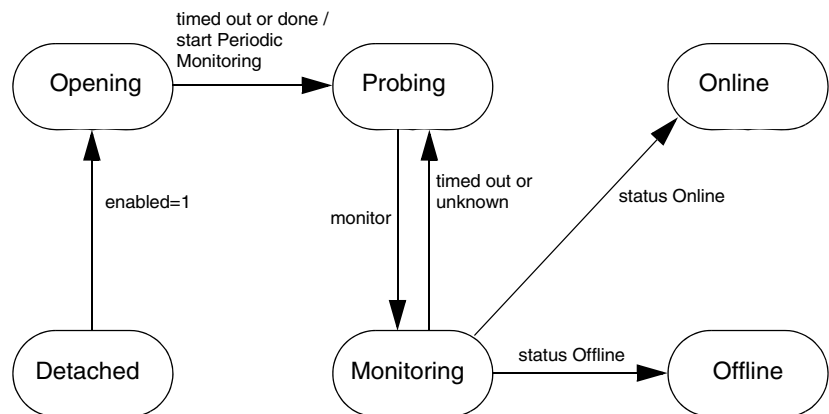 timed out or done /
start Periodic
Monitoring
Opening
Probing
Online
enabled=1
monitor
timed out or
unknown
status Online
Detached
Monitoring
status Offline
Offline